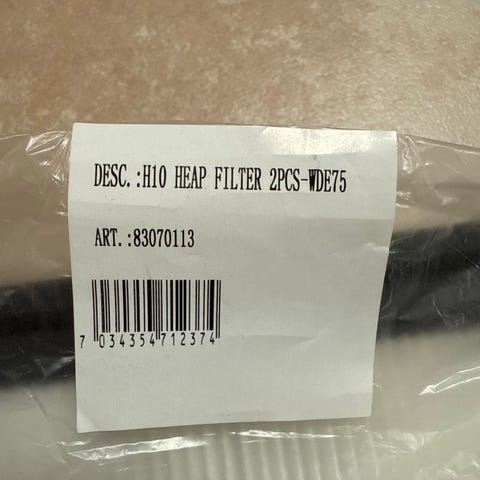 DESC.:H10 HEAP FILTER 2PCS-WDE75
ART.:83070113
7 034354 712374